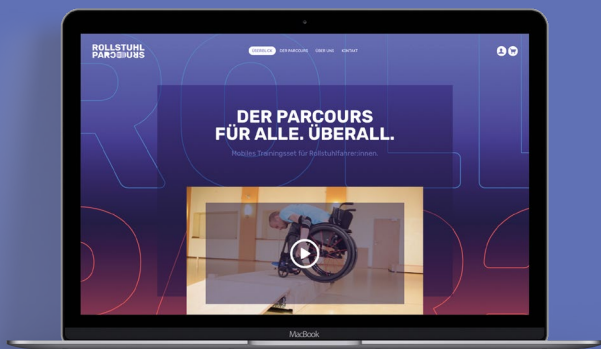 ROLLSTUHL
PARCOURS
ÜBERBLICK DER PARCOURS ÜBER UNS KONTAKT
DER PARCOURS
FÜR ALLE. ÜBERALL.
Mobiles Trainingsset für Rollstuhlfahrer:innen.
MacBook